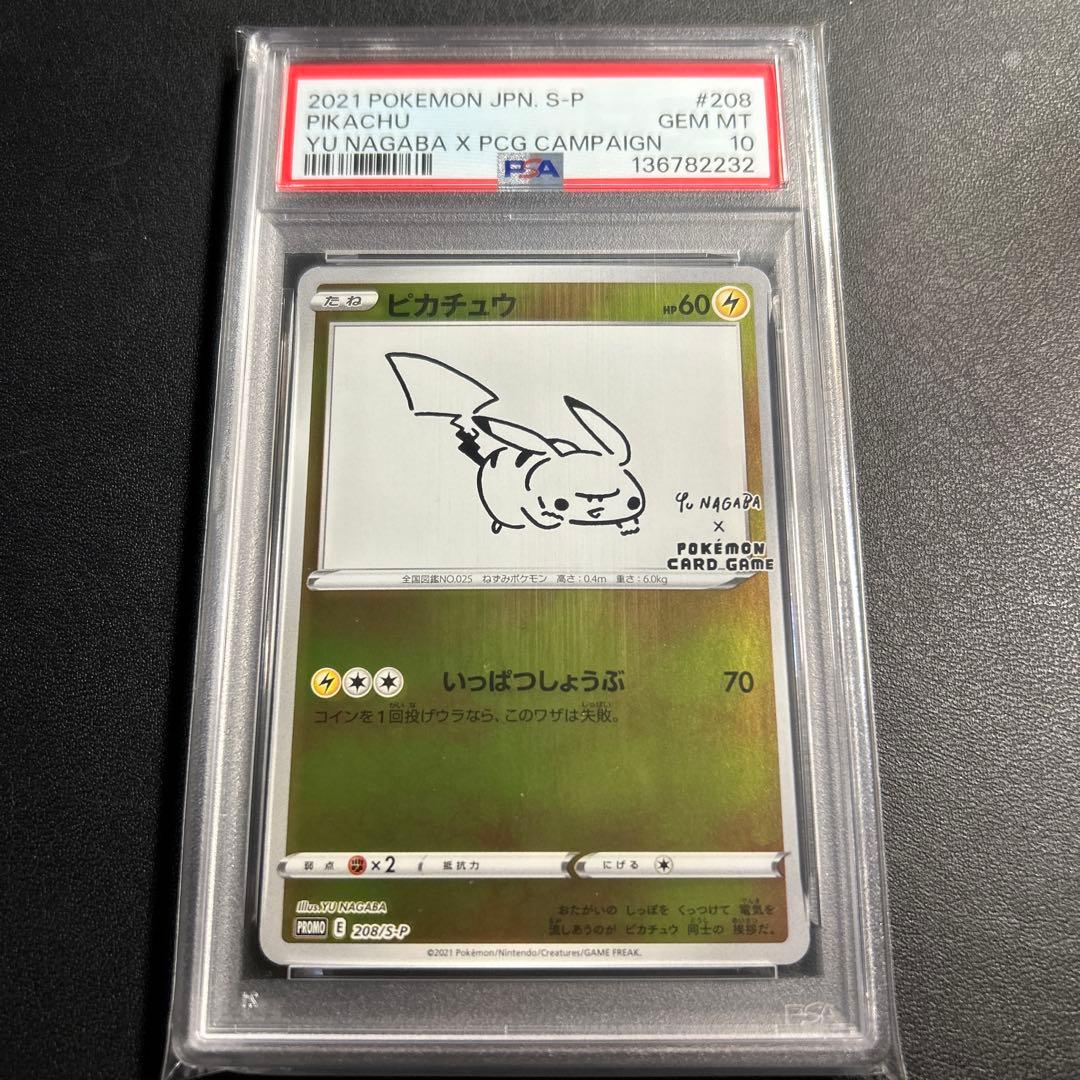 2021 POKEMON JPN. S-P #208
PIKACHU GEM MT
YU NAGABA X PCG CAMPAIGN 10
PSA 136782232
たね ピカチュウ HP60
YU NAGABA
×
POKÉMON
CARD GAME
全国図鑑NO.025 ねずみポケモン 高さ:0.4m 重さ:6.0kg
いっぱつしょうぶ 70
コインを1回投げウラなら、このワザは失敗。
弱点 ×2 抵抗力 にげる
Illus. YU NAGABA
おたがいの しっぽを くっつけて 電気を
流しあうのが ピカチュウ 同士の 挨拶だ。
PROMO E 208/S-P
©2021 Pokémon/Nintendo/Creatures/GAME FREAK.
PSA